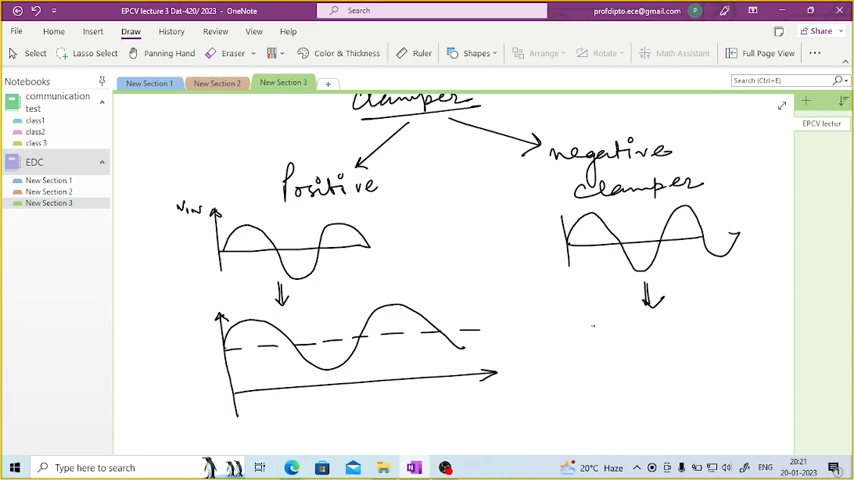 EPCV lecture 3 Dat-420/ 2023 - OneNote
Search
profdipto.ece@gmail.com
P
File
Home
Insert
Draw
History
Review
View
Help
Share
Select
Lasso Select
Panning Hand
Eraser
Color & Thickness
Ruler
Shapes
Arrange
Rotate
Math Assistant
Full Page View
Notebooks
New Section 1
New Section 2
New Section 3
+
Search (Ctrl+E)
communication
test
class1
class2
class 3
EDC
New Section 1
New Section 2
New Section 3
EPCV lectur
clamper
Positive
negative
clamper
VIN
Type here to search
20°C Haze
ENG
20:21
20-01-2023
1